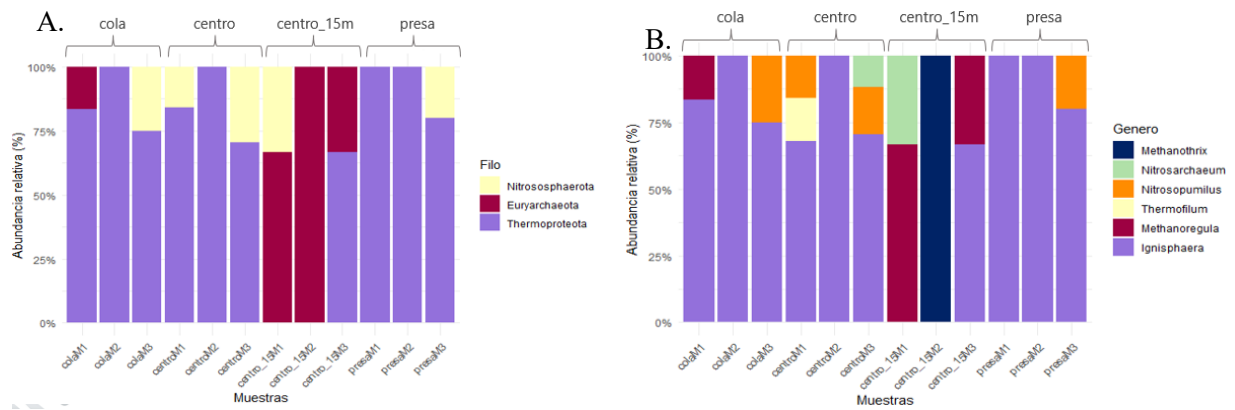 A.
cola centro centro_15m presa
100%
75%
50%
25%
0%
Abundancia relativa (%)
colaM1 colaM2 colaM3 centroM1 centroM2 centroM3 centro_15M1 centro_15M2 centro_15M3 presaM1 presaM2 presaM3
Muestras
Filo
Nitrososphaerota
Euryarchaeota
Thermoproteota
B.
cola centro centro_15m presa
100%
75%
50%
25%
0%
Abundancia relativa (%)
colaM1 colaM2 colaM3 centroM1 centroM2 centroM3 centro_15M1 centro_15M2 centro_15M3 presaM1 presaM2 presaM3
Muestras
Genero
Methanothrix
Nitrosarchaeum
Nitrosopumilus
Thermofilum
Methanoregula
Ignisphaera